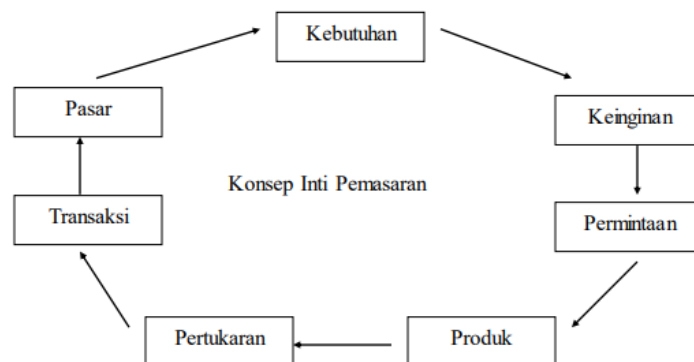 Kebutuhan
Pasar
Keinginan
Konsep Inti Pemasaran
Transaksi
Permintaan
Pertukaran
Produk